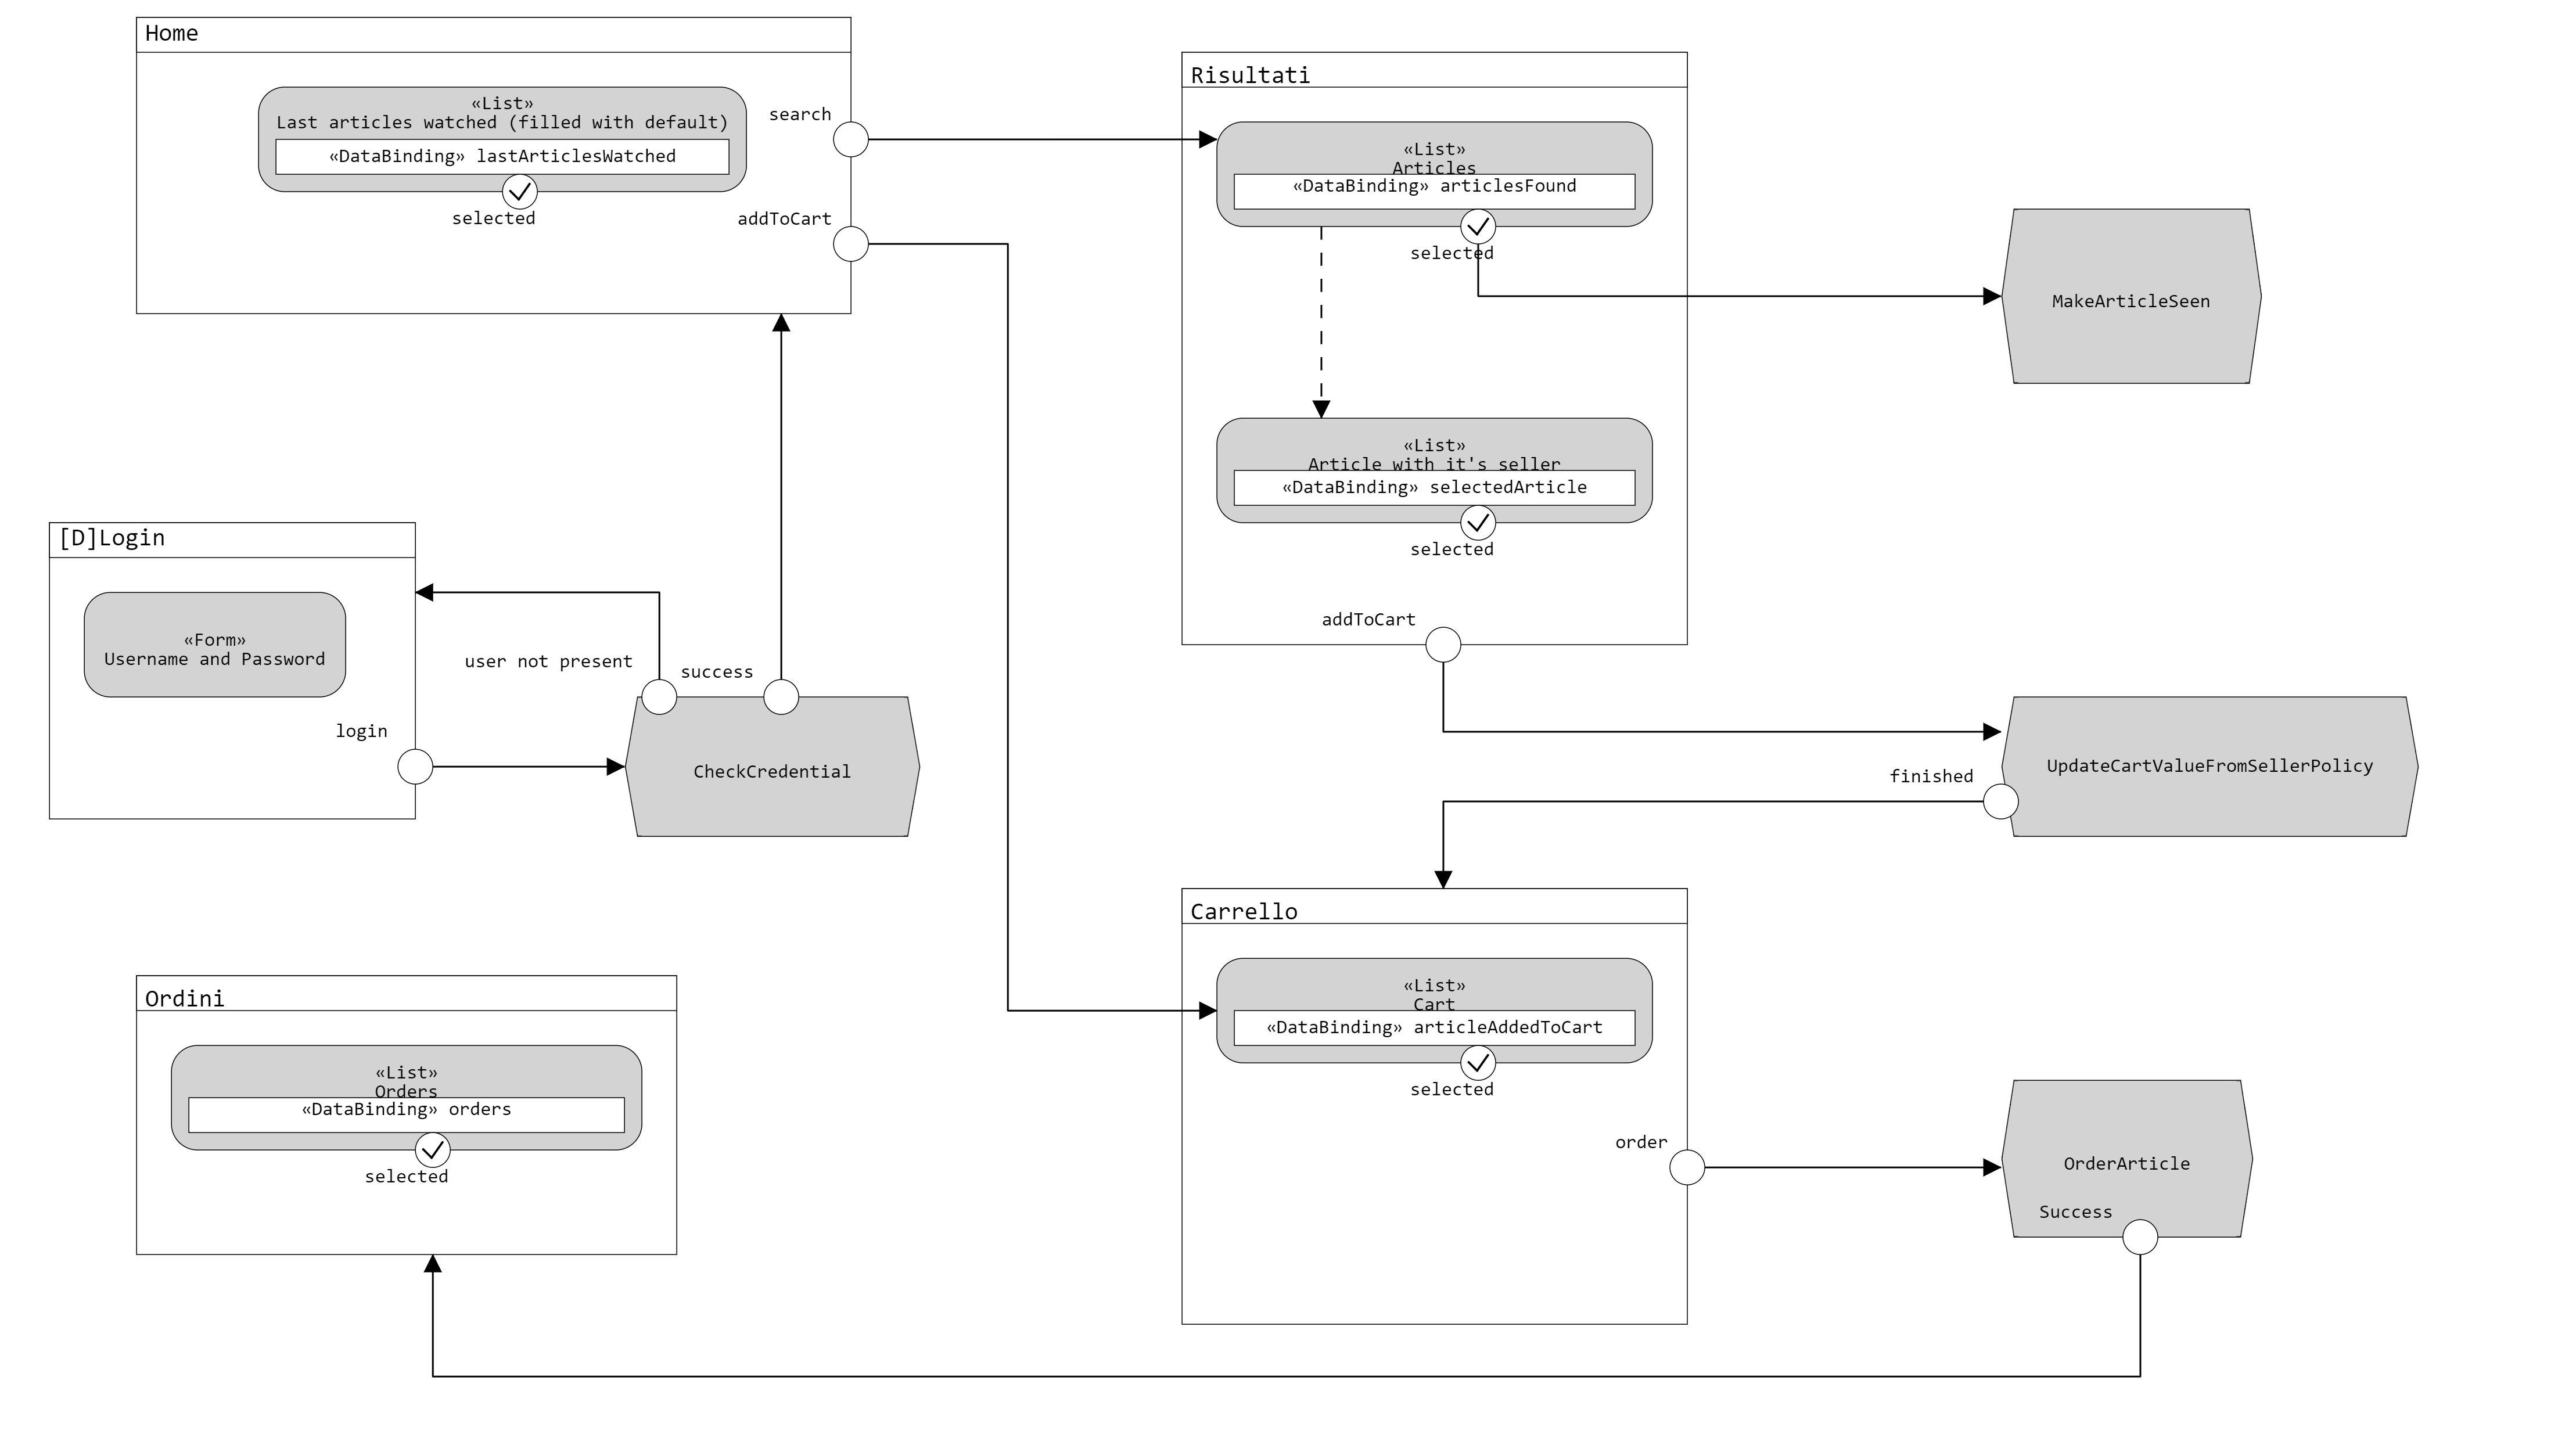 Home
«List»
Last articles watched (filled with default)
«DataBinding» lastArticlesWatched
selected
search
addToCart
Risultati
«List»
Articles
«DataBinding» articlesFound
selected
MakeArticleSeen
«List»
Article with it's seller
«DataBinding» selectedArticle
selected
addToCart
[D]Login
«Form»
Username and Password
login
user not present
success
CheckCredential
UpdateCartValueFromSellerPolicy
finished
Carrello
«List»
Cart
«DataBinding» articleAddedToCart
selected
order
Ordini
«List»
Orders
«DataBinding» orders
selected
OrderArticle
Success